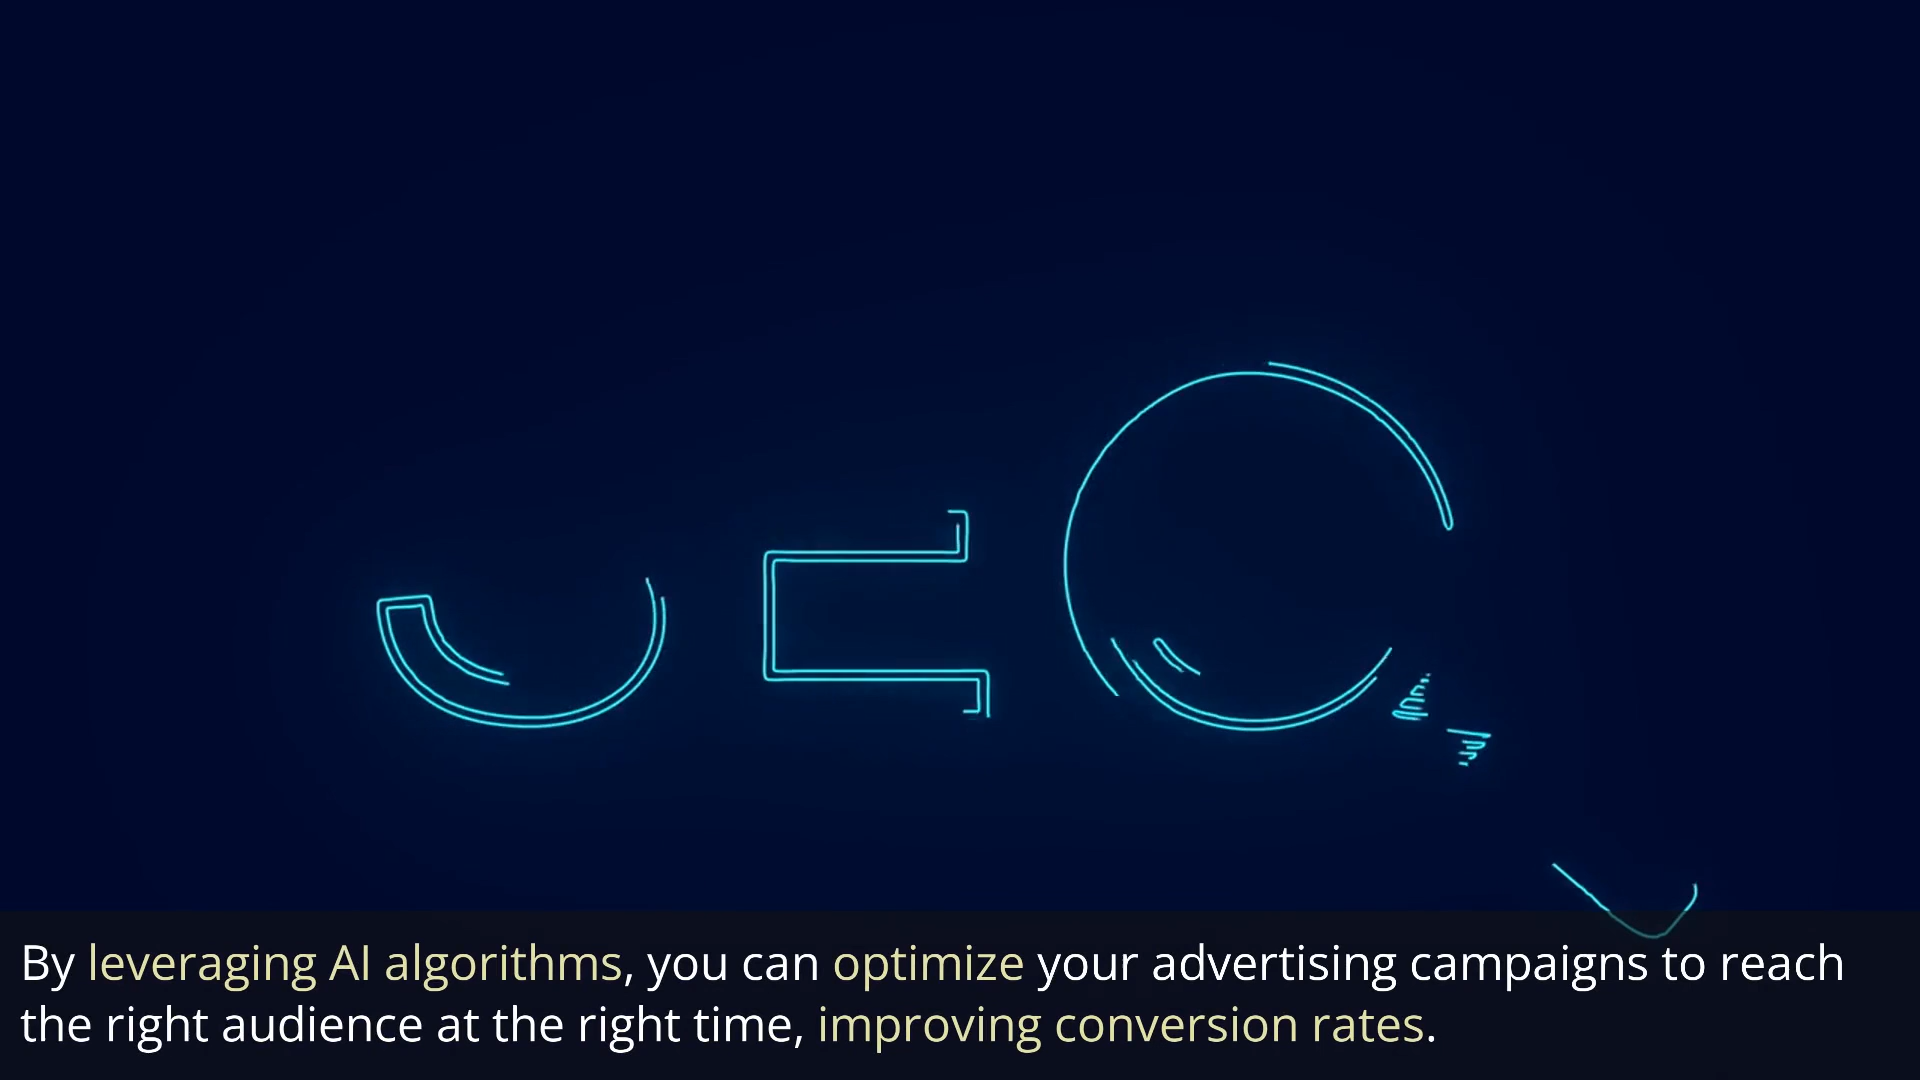 By leveraging AI algorithms, you can optimize your advertising campaigns to reach
the right audience at the right time, improving conversion rates.